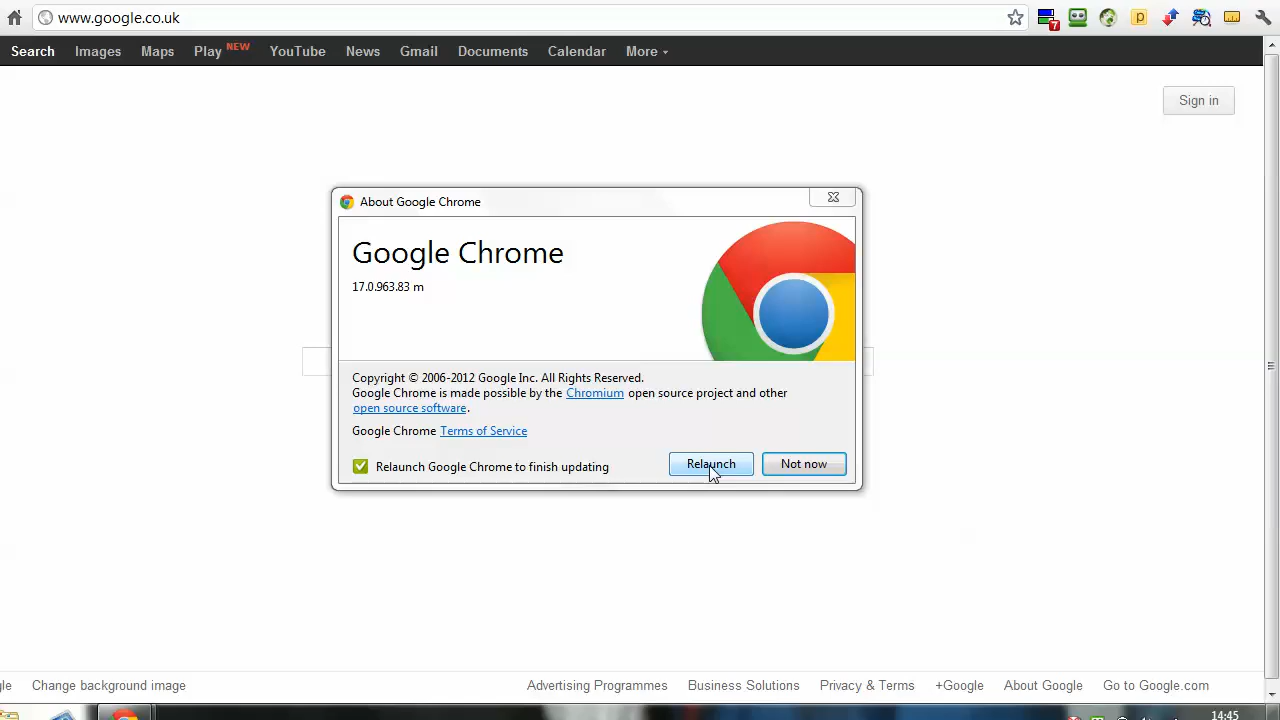 www.google.co.uk
7
p
Search Images Maps Play NEW YouTube News Gmail Documents Calendar More
Sign in
About Google Chrome
Google Chrome
17.0.963.83 m
Copyright © 2006-2012 Google Inc. All Rights Reserved.
Google Chrome is made possible by the Chromium open source project and other
open source software.
Google Chrome Terms of Service
Relaunch Google Chrome to finish updating Relaunch Not now
gle Change background image Advertising Programmes Business Solutions Privacy & Terms +Google About Google Go to Google.com
14:45